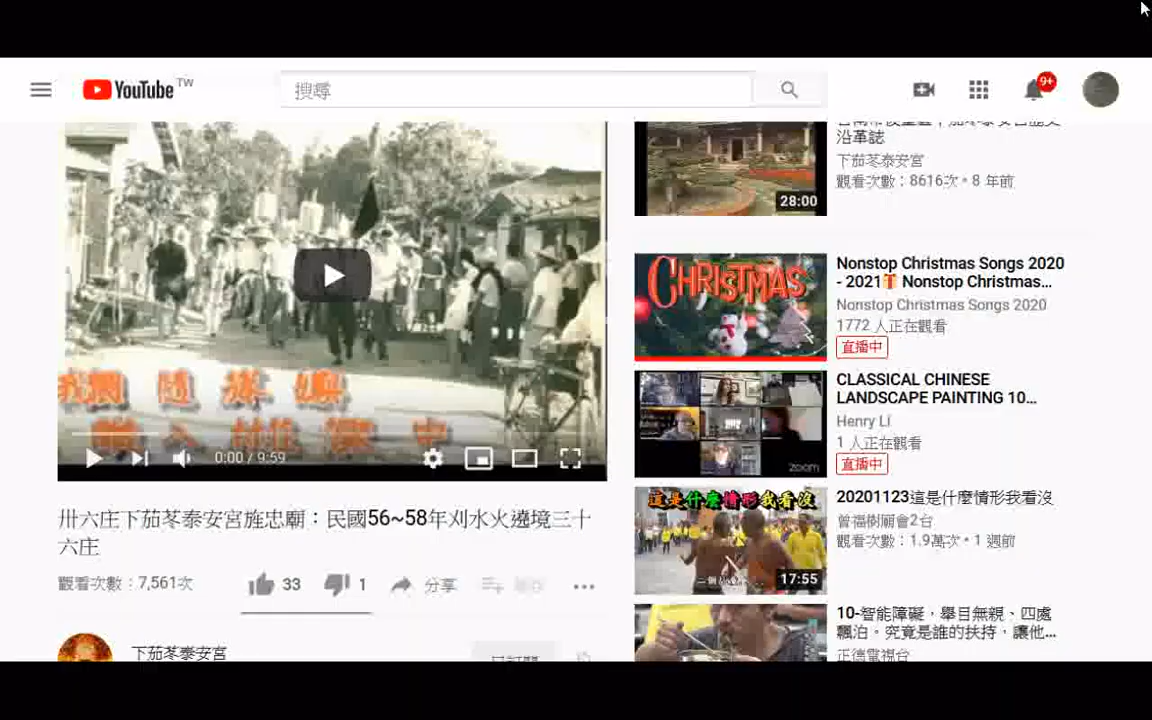 YouTube TW
搜尋
9+
0:00 / 9:59
卅六庄下茄苳泰安宮旌忠廟：民國56~58年刈水火遶境三十
六庄
觀看次數：7,561次
33
1
分享
下茄苳泰安宮
沿革誌
下茄苳泰安宮
觀看次數：8616次 • 8 年前
28:00
CHRISTMAS
Nonstop Christmas Songs 2020
- 2021🎁 Nonstop Christmas...
Nonstop Christmas Songs 2020
1772 人正在觀看
直播中
CLASSICAL CHINESE
LANDSCAPE PAINTING 10...
Henry Li
1 人正在觀看
直播中
zoom
這是什麼情形我看沒
17:55
20201123這是什麼情形我看沒
曾福樹廟會2台
觀看次數：1.9萬次 • 1 週前
10-智能障礙，舉目無親、四處
飄泊。究竟是誰的扶持，讓他...
正德電視台